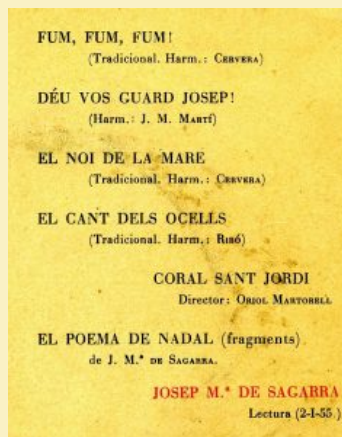 FUM, FUM, FUM!
(Tradicional. Harm.: CERVERA)
DÉU VOS GUARD JOSEP!
(Harm.: J. M. MARTÍ)
EL NOI DE LA MARE
(Tradicional. Harm.: CERVERA)
EL CANT DELS OCELLS
(Tradicional. Harm.: RIBÓ)
CORAL SANT JORDI
Director: ORIOL MARTORELL
EL POEMA DE NADAL (fragments)
de J. M.ª DE SAGARRA.
JOSEP M.ª DE SAGARRA
Lectura (2-I-55.)